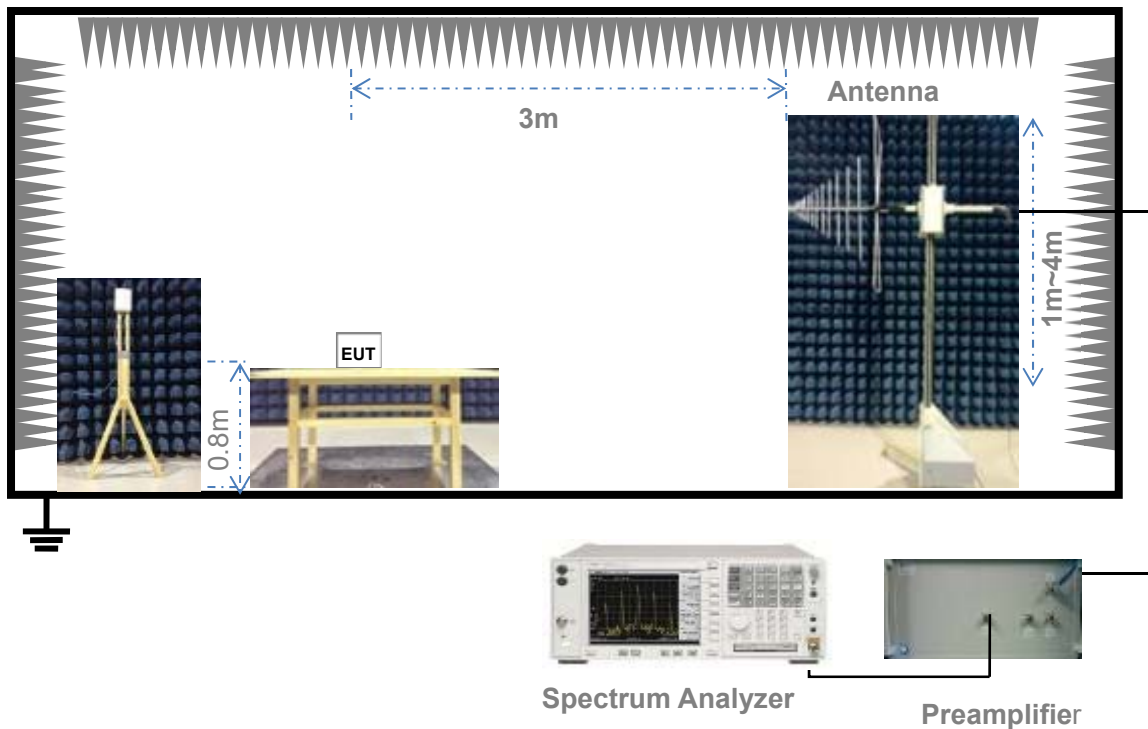 Antenna
3m
1m~4m
EUT
0.8m
Spectrum Analyzer
Preamplifier